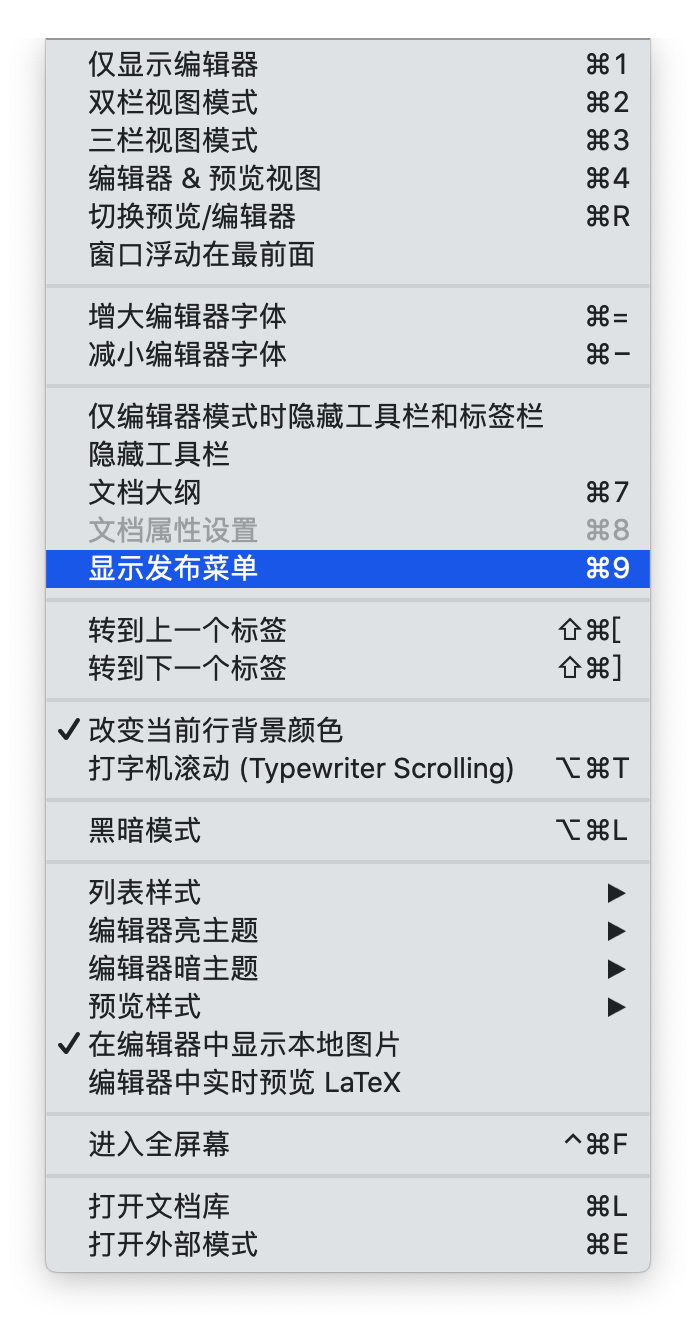 仅显示编辑器 ⌘1
双栏视图模式 ⌘2
三栏视图模式 ⌘3
编辑器 & 预览视图 ⌘4
切换预览/编辑器 ⌘R
窗口浮动在最前面
增大编辑器字体 ⌘=
减小编辑器字体 ⌘−
仅编辑器模式时隐藏工具栏和标签栏
隐藏工具栏
文档大纲 ⌘7
文档属性设置 ⌘8
显示发布菜单 ⌘9
转到上一个标签 ⇧⌘[
转到下一个标签 ⇧⌘]
✓ 改变当前行背景颜色
打字机滚动 (Typewriter Scrolling) ⌥⌘T
黑暗模式 ⌥⌘L
列表样式 ▶
编辑器亮主题 ▶
编辑器暗主题 ▶
预览样式 ▶
✓ 在编辑器中显示本地图片
编辑器中实时预览 LaTeX
进入全屏幕 ^⌘F
打开文档库 ⌘L
打开外部模式 ⌘E